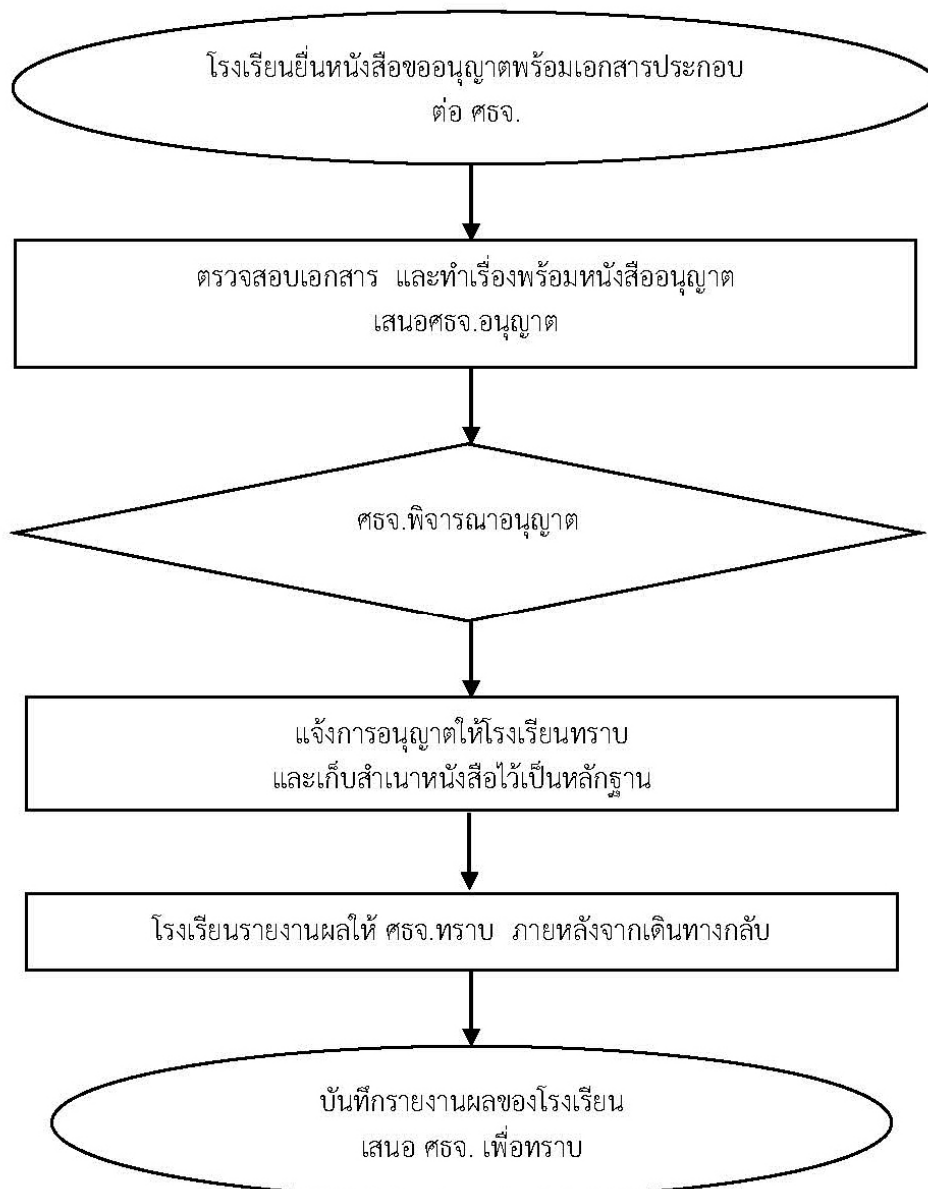 โรงเรียนยื่นหนังสือขออนุญาตพร้อมเอกสารประกอบ
ต่อ ศธจ.
ตรวจสอบเอกสาร และทำเรื่องพร้อมหนังสืออนุญาต
เสนอศธจ.อนุญาต
ศธจ.พิจารณาอนุญาต
แจ้งการอนุญาตให้โรงเรียนทราบ
และเก็บสำเนาหนังสือไว้เป็นหลักฐาน
โรงเรียนรายงานผลให้ ศธจ.ทราบ ภายหลังจากเดินทางกลับ
บันทึกรายงานผลของโรงเรียน
เสนอ ศธจ. เพื่อทราบ